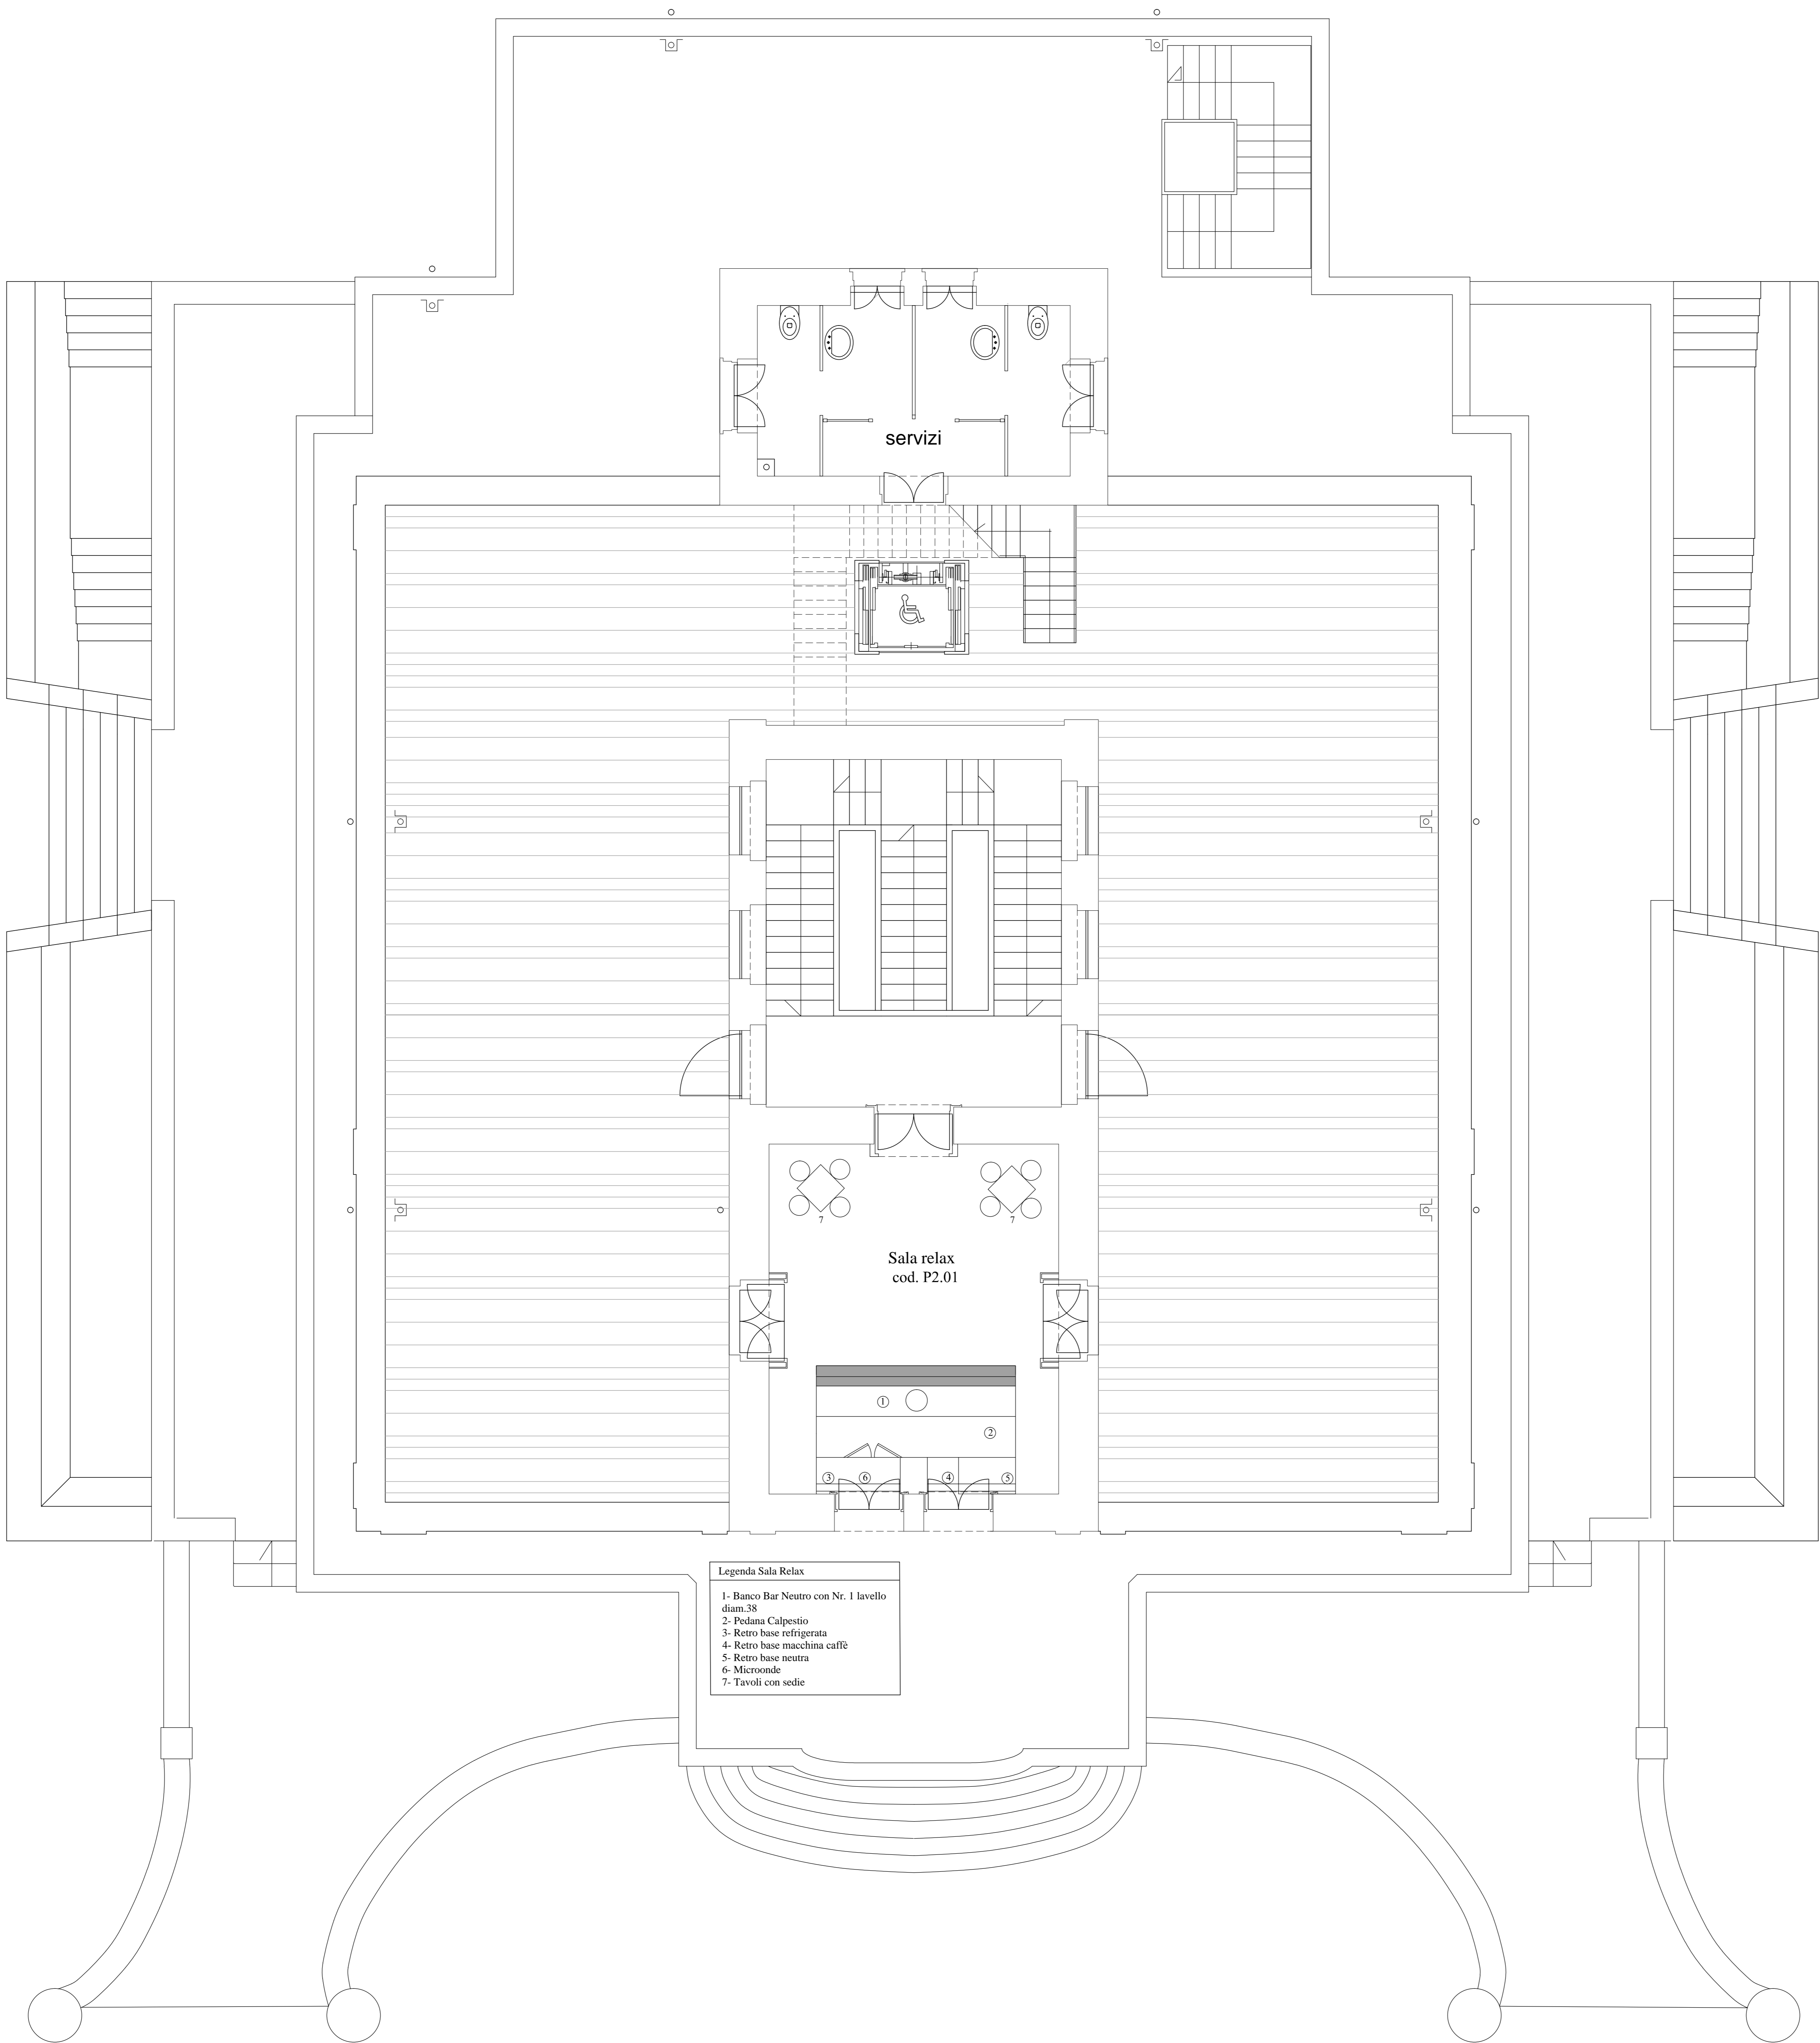 servizi
7
7
Sala relax
cod. P2.01
1
2
3
6
4
5
Legenda Sala Relax
1- Banco Bar Neutro con Nr. 1 lavello
diam.38
2- Pedana Calpestio
3- Retro base refrigerata
4- Retro base macchina caffè
5- Retro base neutra
6- Microonde
7- Tavoli con sedie